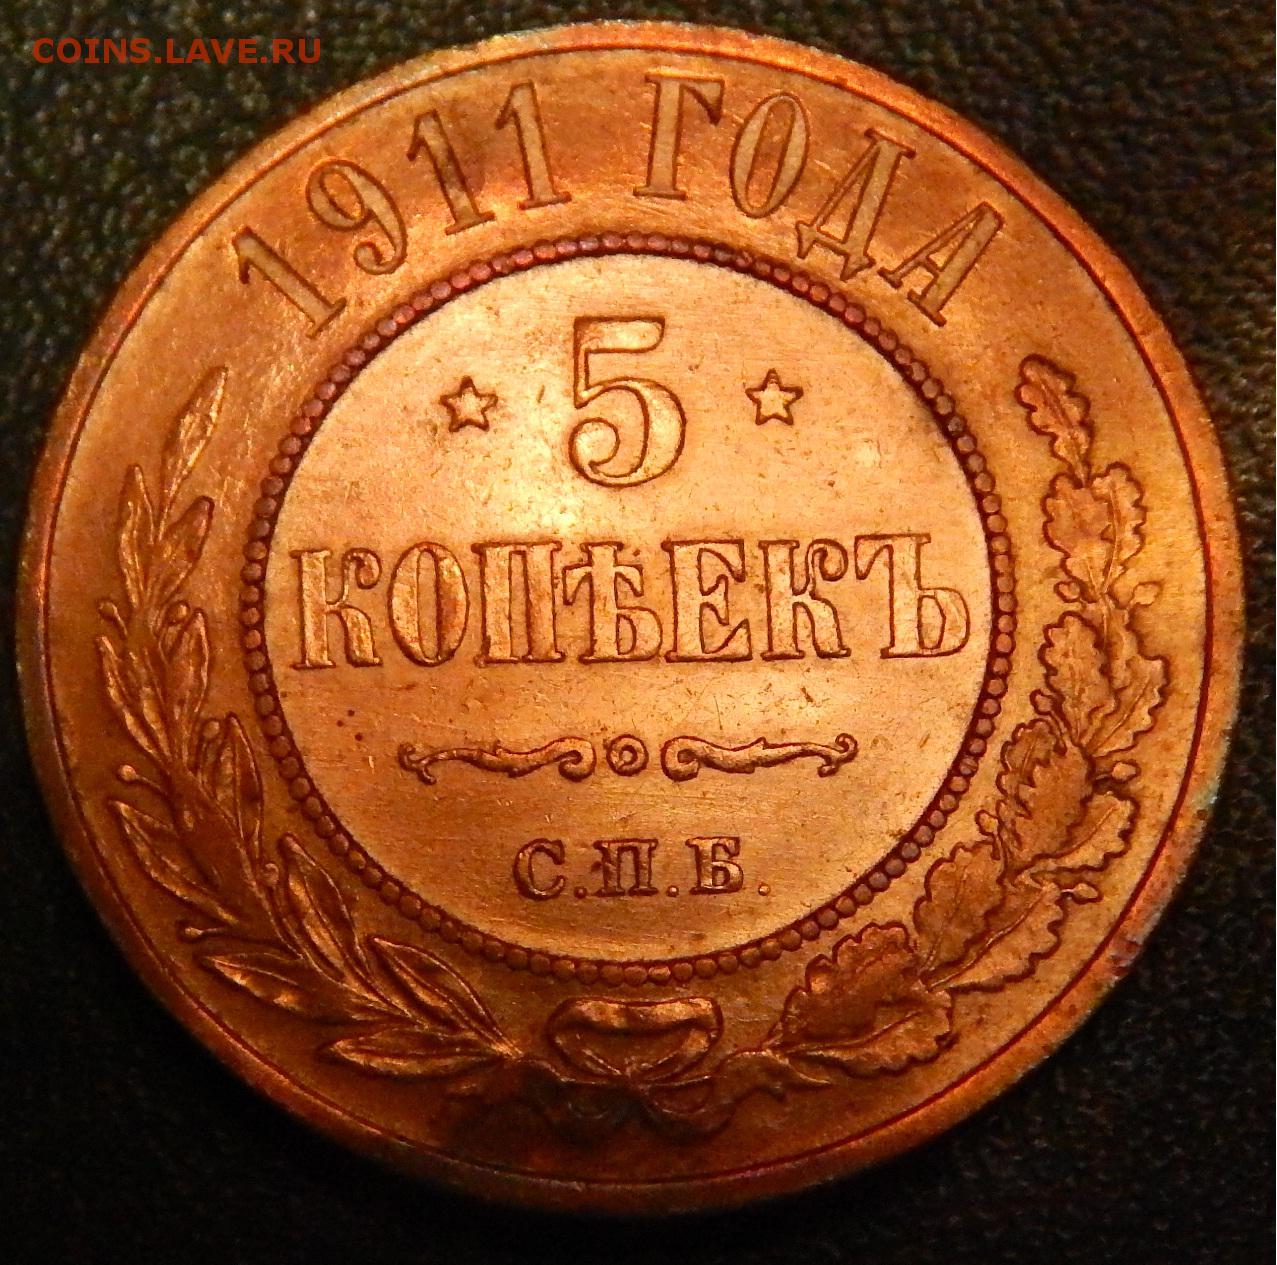 COINS.LAVE.RU
1911 ГОДА
5
КОПѢЕКЪ
С.П.Б.